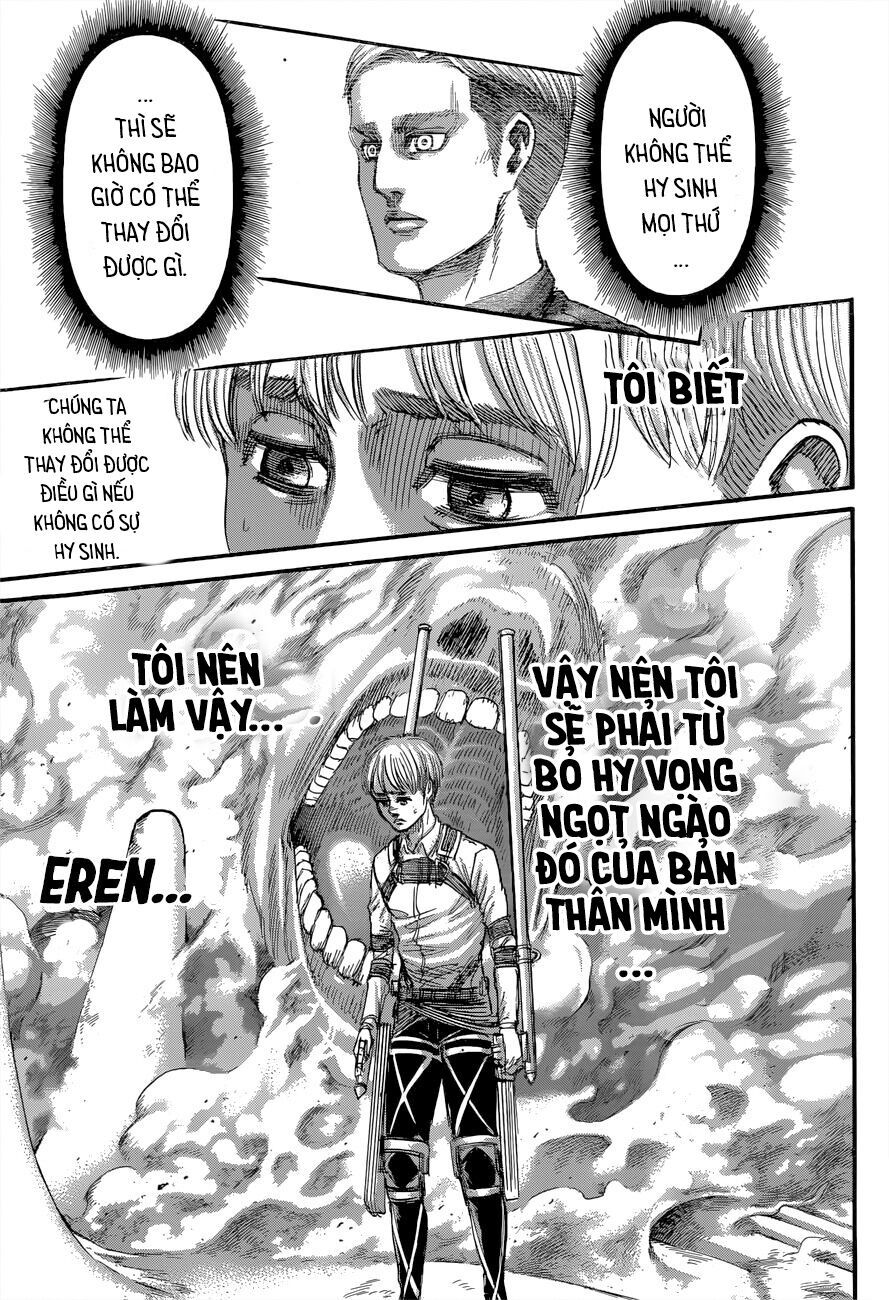 NGƯỜI
KHÔNG THỂ
HY SINH
MỌI THỨ
...
...
THÌ SẼ
KHÔNG BAO
GIỜ CÓ THỂ
THAY ĐỔI
ĐƯỢC GÌ.
TÔI BIẾT
CHÚNG TA
KHÔNG THỂ
THAY ĐỔI ĐƯỢC
ĐIỀU GÌ NẾU
KHÔNG CÓ SỰ
HY SINH.
VẬY NÊN TÔI
SẼ PHẢI TỪ
BỎ HY VỌNG
NGỌT NGÀO
ĐÓ CỦA BẢN
THÂN MÌNH
...
TÔI NÊN
LÀM VẬY...
EREN...